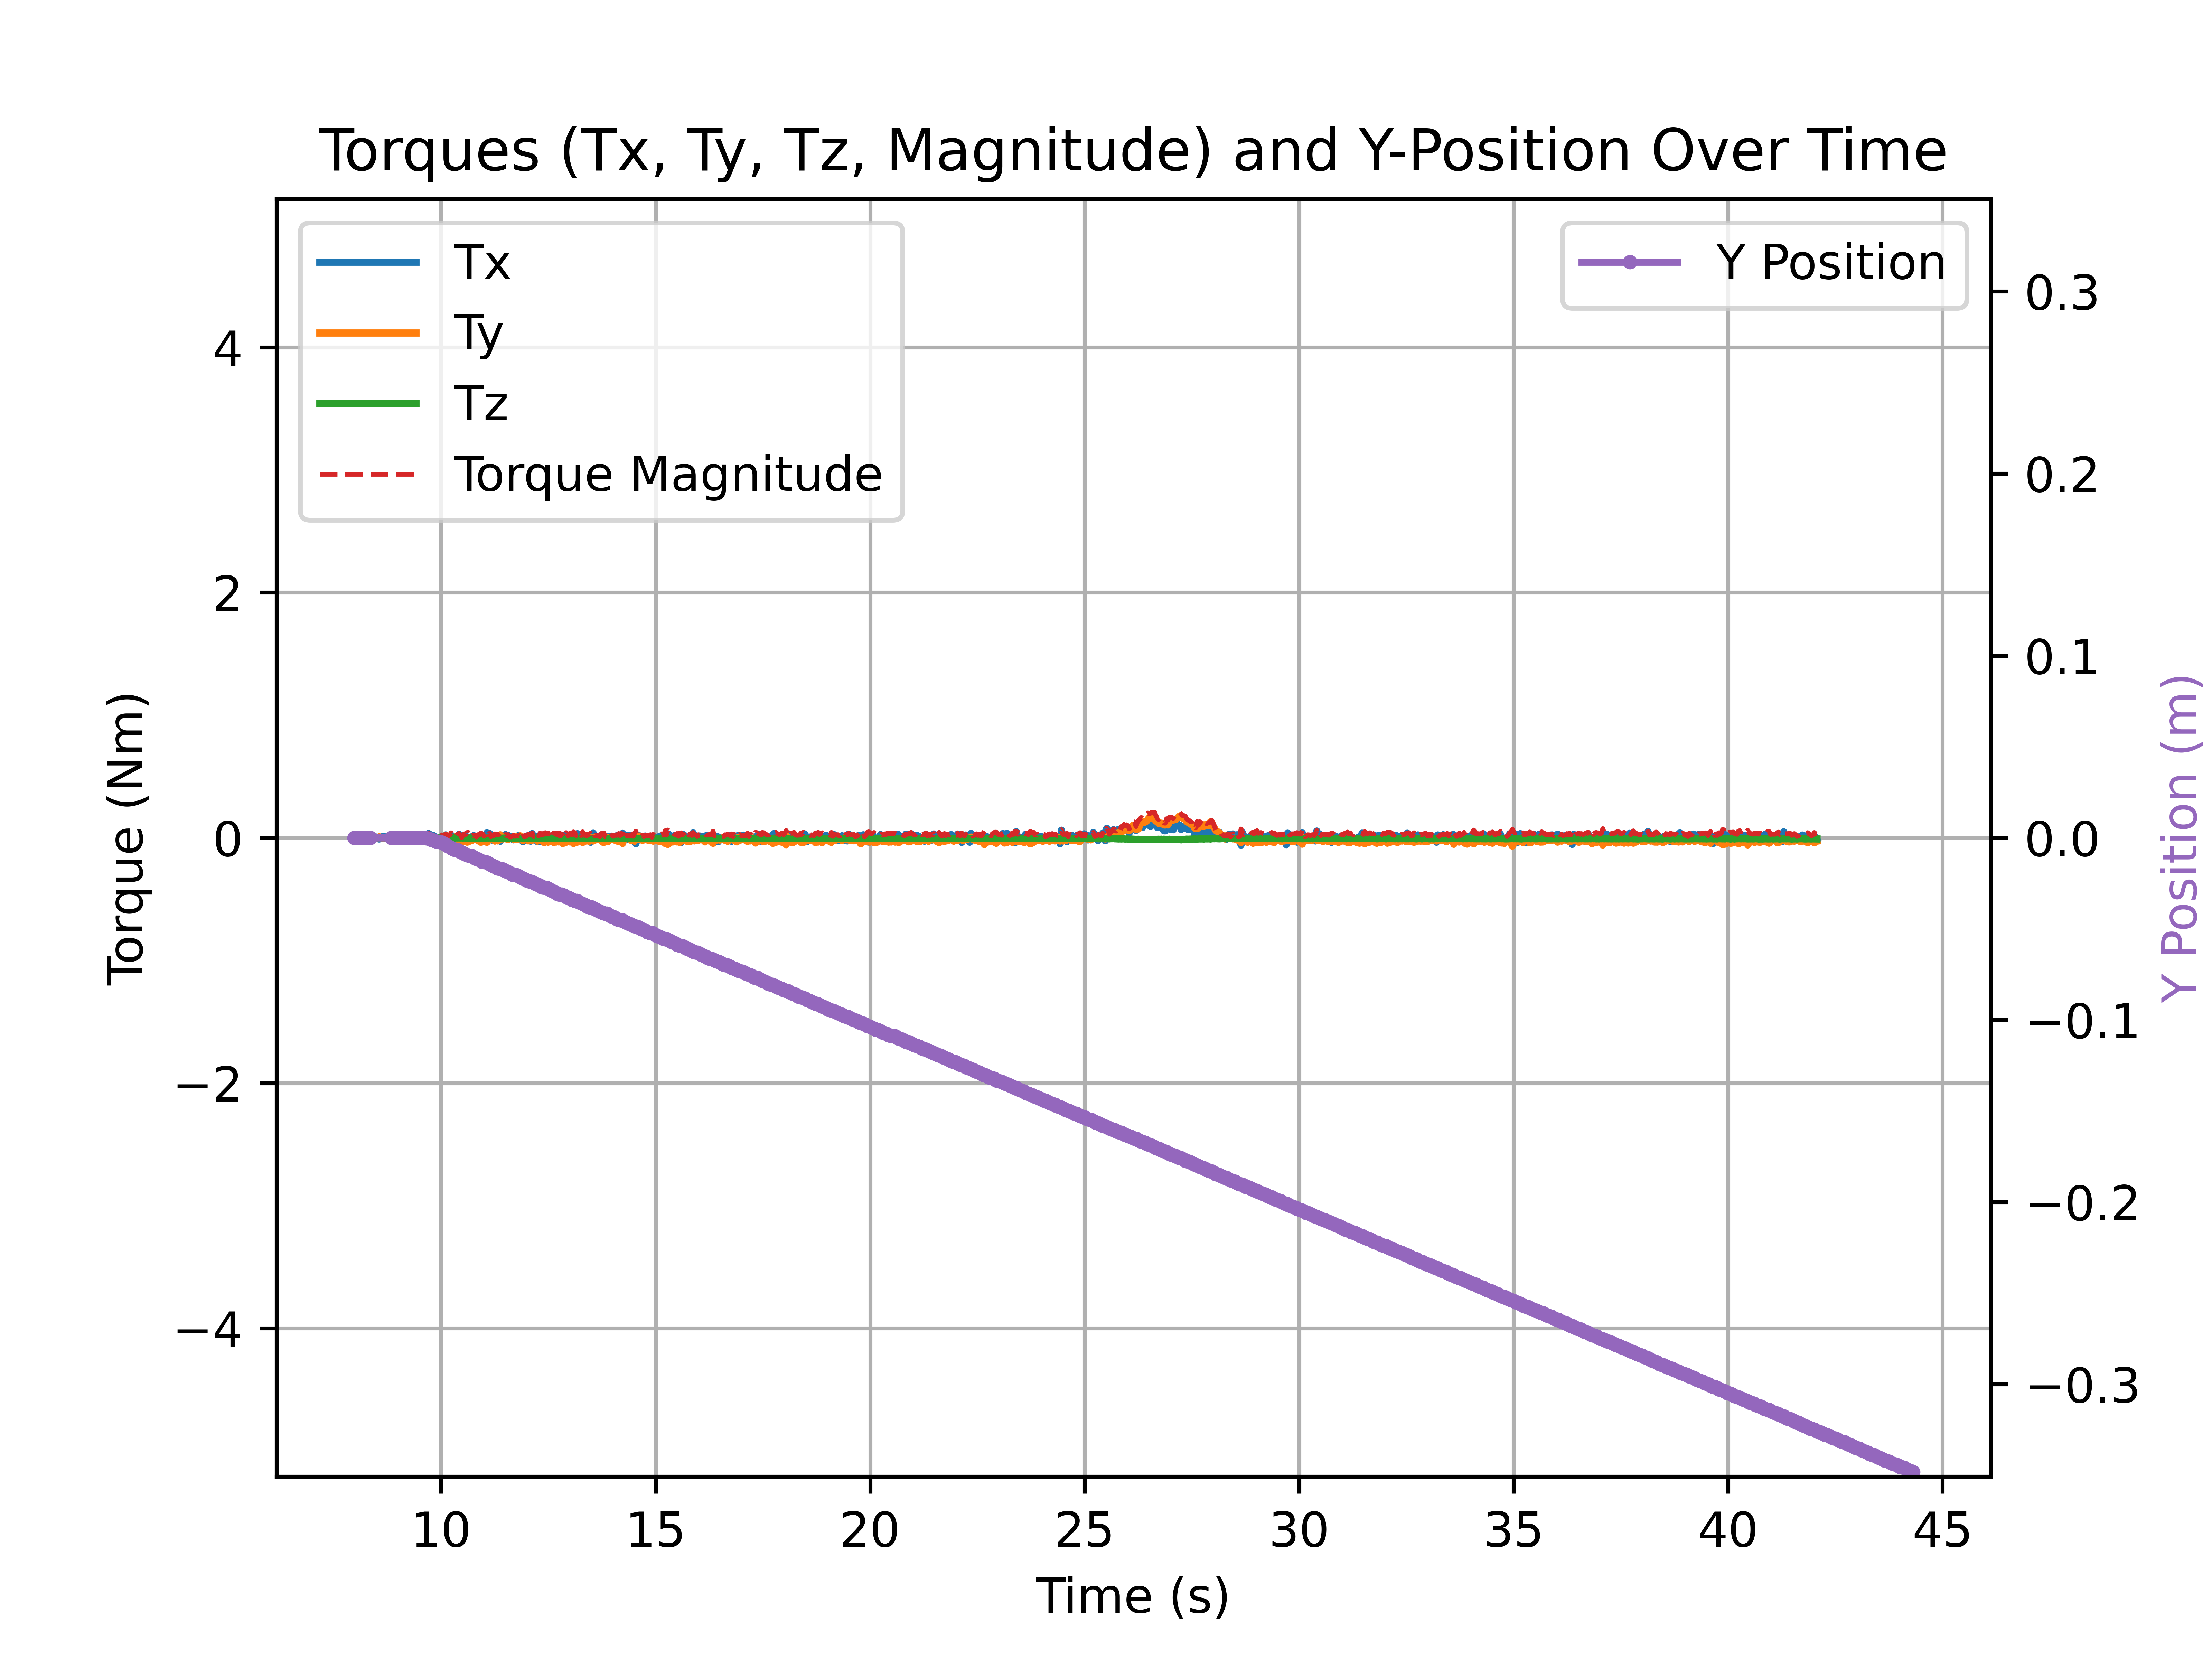 Torques (Tx, Ty, Tz, Magnitude) and Y-Position Over Time
Tx
Ty
Tz
Torque Magnitude
Y Position
4
2
0
−2
−4
Torque (Nm)
0.3
0.2
0.1
0.0
−0.1
−0.2
−0.3
Y Position (m)
10 15 20 25 30 35 40 45
Time (s)